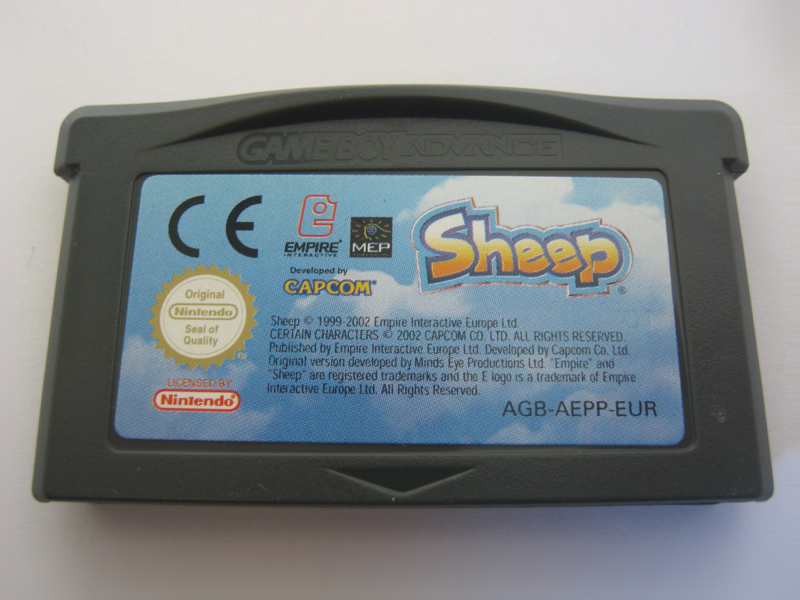 GAME BOY ADVANCE
CE
EMPIRE
INTERACTIVE
MEP
Sheep®
Developed by
CAPCOM®
Original
Nintendo
Seal of
Quality
TM
LICENSED BY
Nintendo®
Sheep © 1999-2002 Empire Interactive Europe Ltd.
CERTAIN CHARACTERS © 2002 CAPCOM CO. LTD. ALL RIGHTS RESERVED.
Published by Empire Interactive Europe Ltd. Developed by Capcom Co. Ltd.
Original version developed by Minds Eye Productions Ltd. "Empire" and
"Sheep" are registered trademarks and the E logo is a trademark of Empire
Interactive Europe Ltd. All Rights Reserved.
AGB-AEPP-EUR